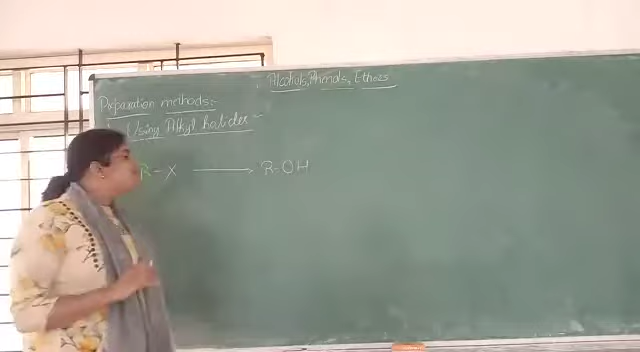 Alcohols, Phenols, Ethers
Preparation methods:-
Using Alkyl halides -
R-X ⟶ R-OH